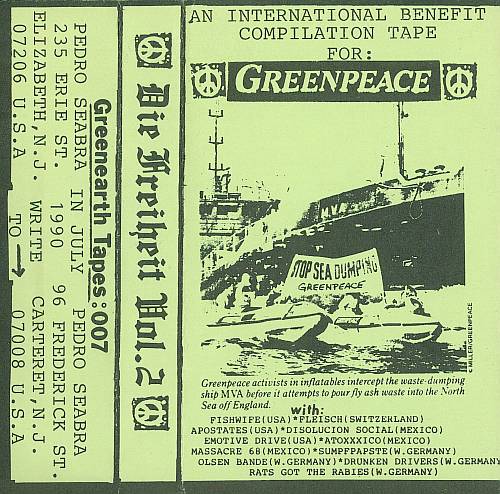 AN INTERNATIONAL BENEFIT
COMPILATION TAPE
FOR:
GREENPEACE
STOP SEA DUMPING
GREENPEACE
© MILLER/GREENPEACE
Greenpeace activists in inflatables intercept the waste-dumping
ship MVA before it attempts to pour fly ash waste into the North
Sea off England.
with:
FISHWIFE(USA)*FLEISCH(SWITZERLAND)
APOSTATES(USA)*DISOLUCION SOCIAL(MEXICO)
EMOTIVE DRIVE(USA)*ATOXXXICO(MEXICO)
MASSACRE 68(MEXICO)*SUMPFPAPSTE(W.GERMANY)
OLSEN BANDE(W.GERMANY)*DRUNKEN DRIVERS(W.GERMANY)
RATS GOT THE RABIES(W.GERMANY)
Die Freiheit Vol.2
Greenearth Tapes:007
PEDRO SEABRA IN JULY PEDRO SEABRA
235 ERIE ST. 1990 96 FREDERICK ST.
ELIZABETH,N.J. WRITE CARTERET,N.J.
07206 U.S.A TO → 07008 U.S.A